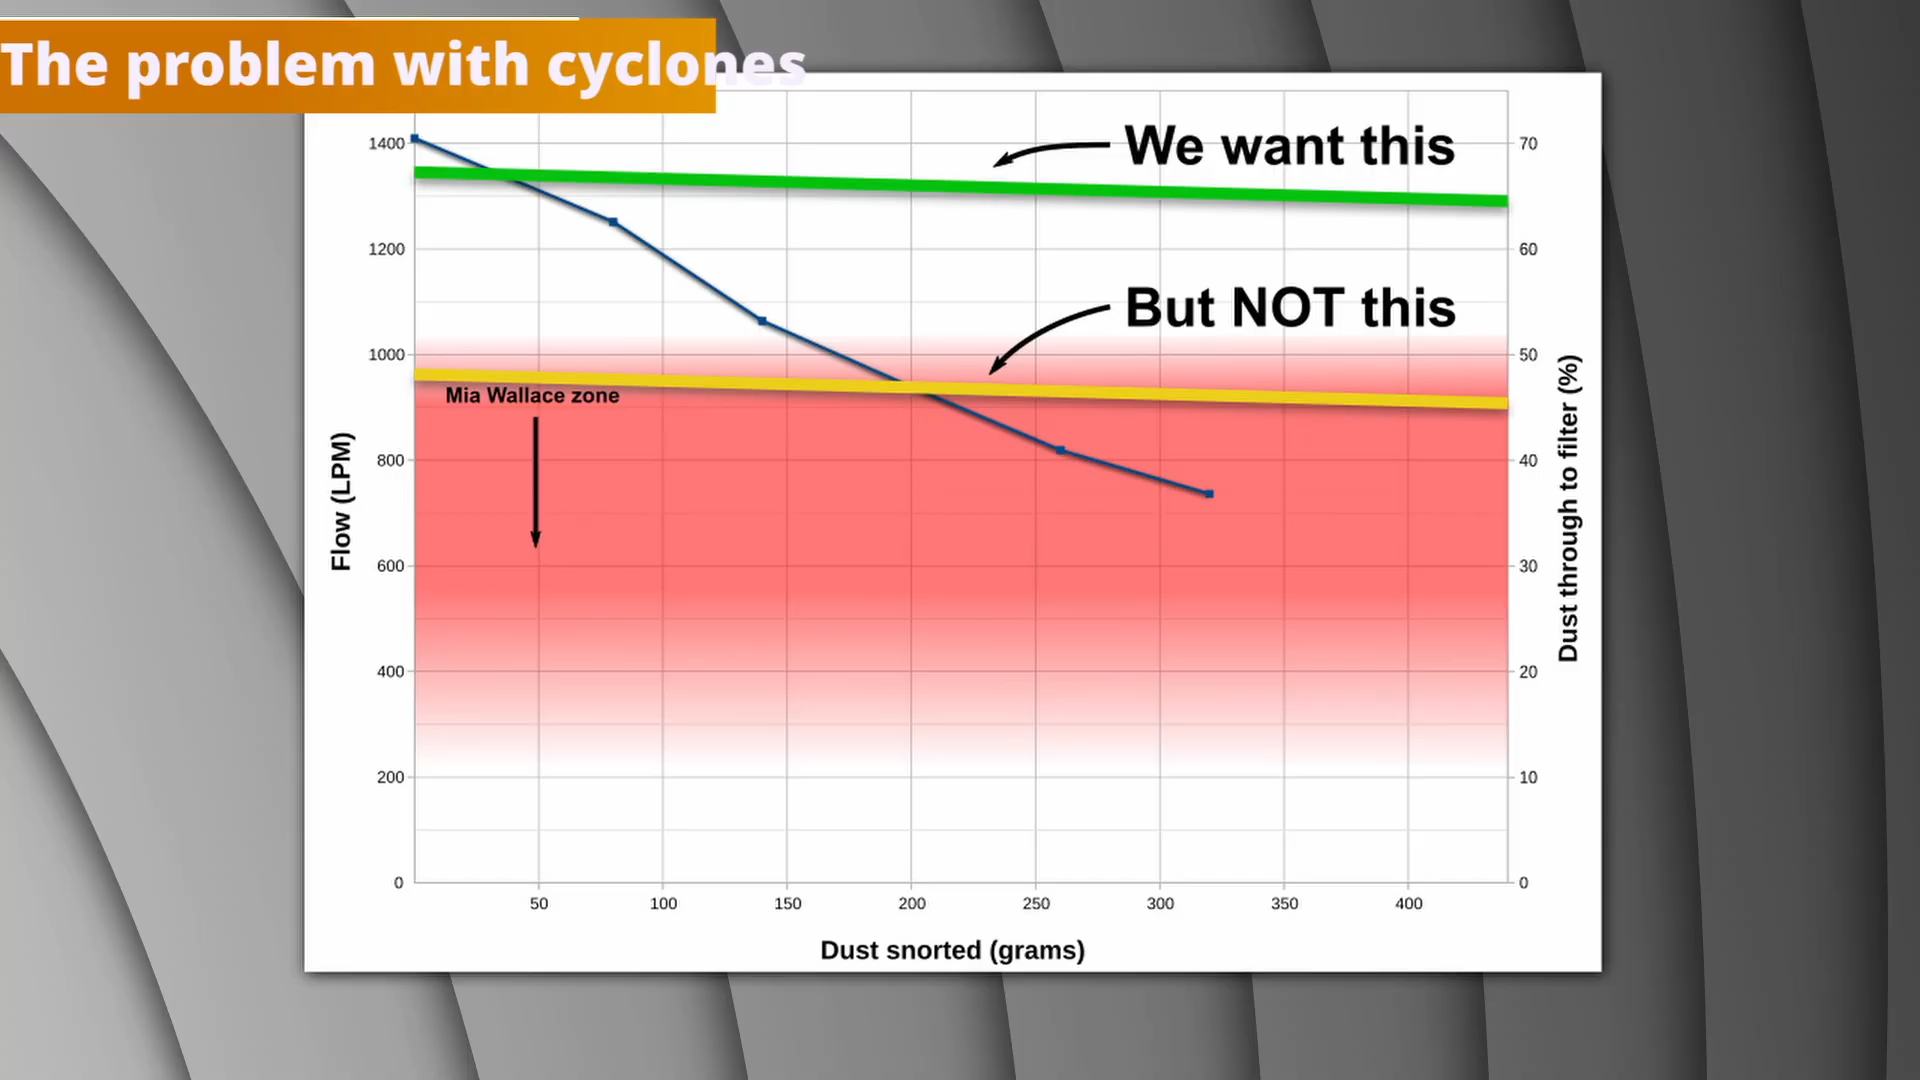 The problem with cyclones
We want this
But NOT this
Mia Wallace zone
Flow (LPM)
1400
1200
1000
800
600
400
200
0
70
60
50
40
30
20
10
0
Dust through to filter (%)
50 100 150 200 250 300 350 400
Dust snorted (grams)